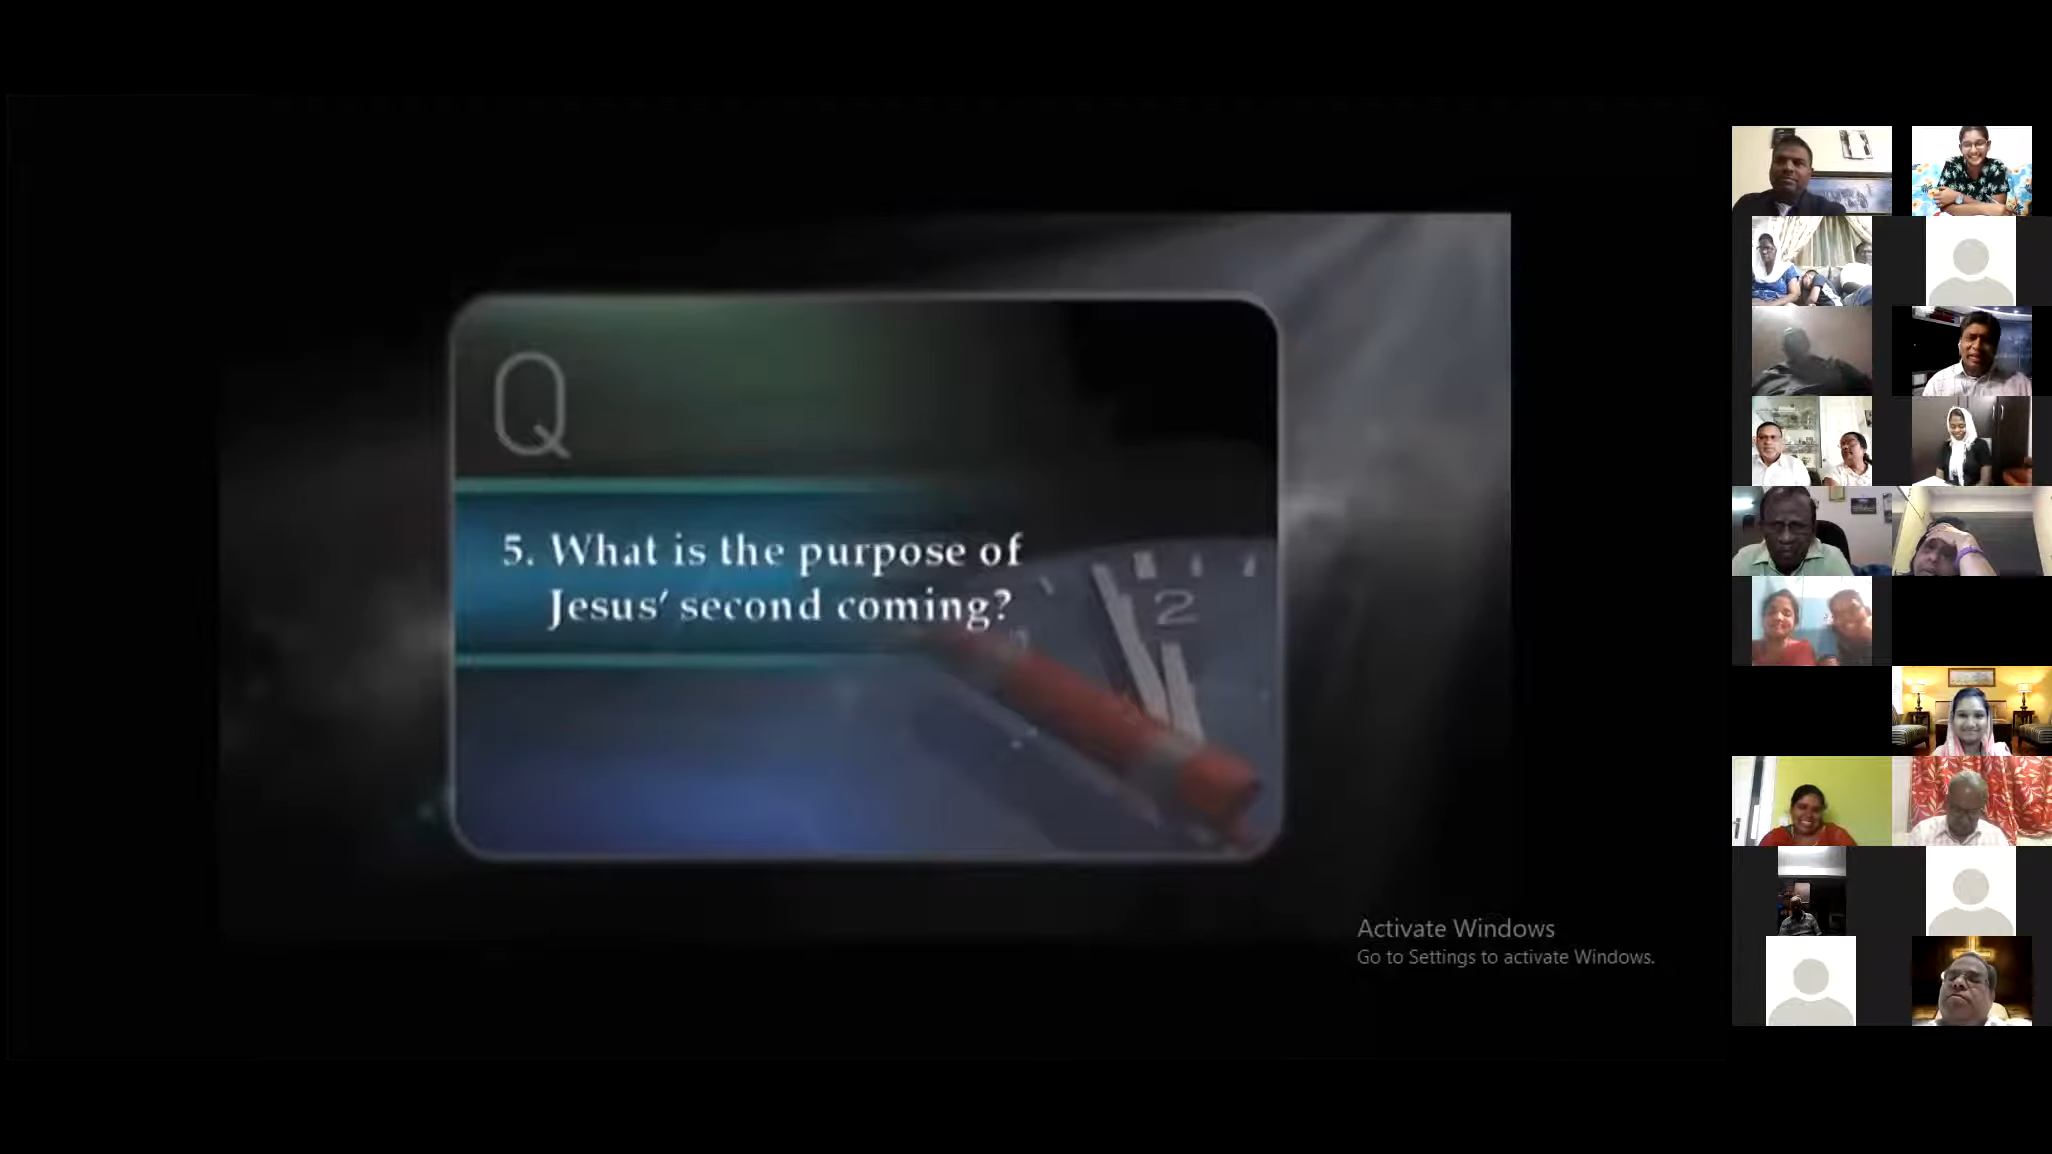 Q
5. What is the purpose of
Jesus' second coming?
2
Activate Windows
Go to Settings to activate Windows.